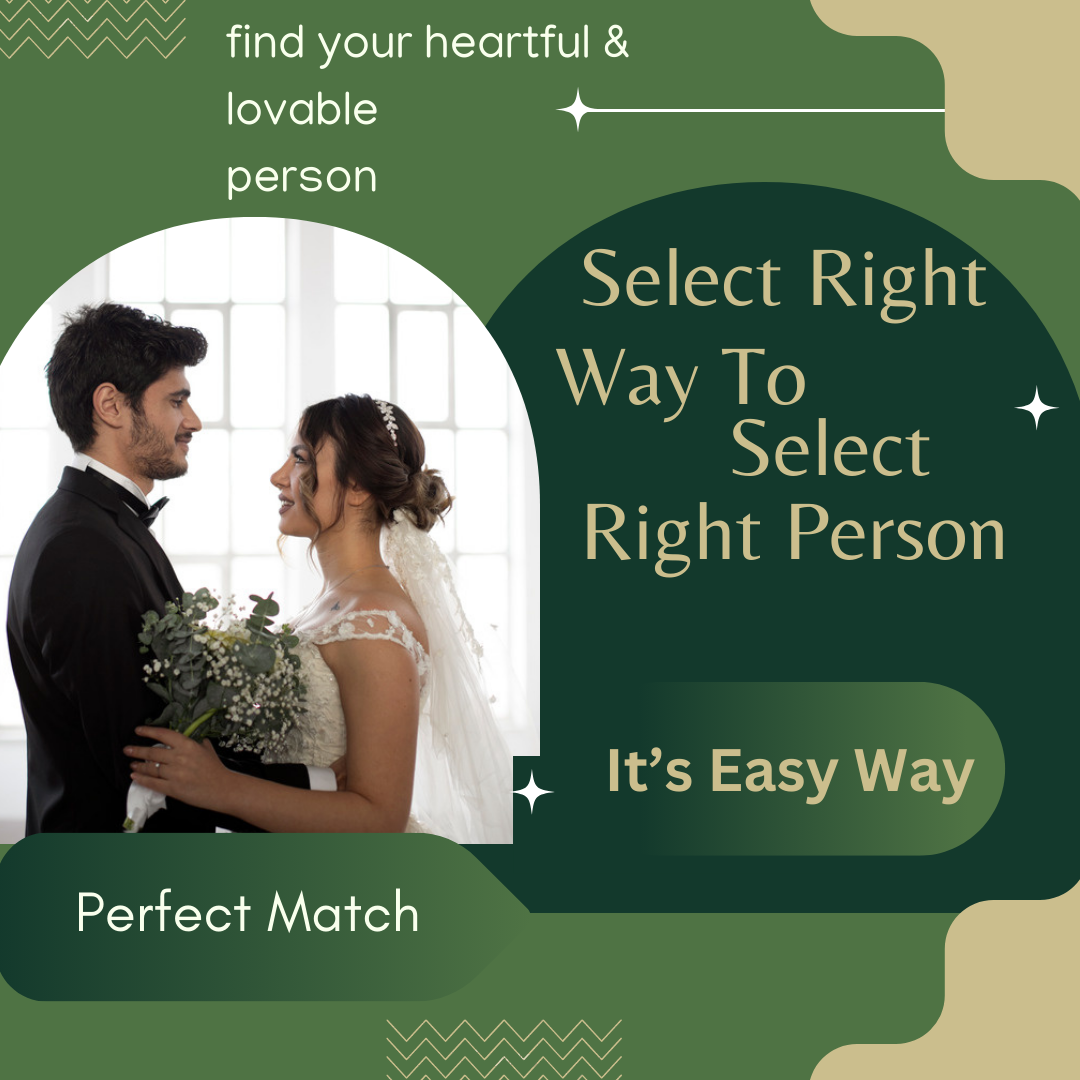 find your heartful &
lovable
person
Select Right
Way To
Select
Right Person
It’s Easy Way
Perfect Match